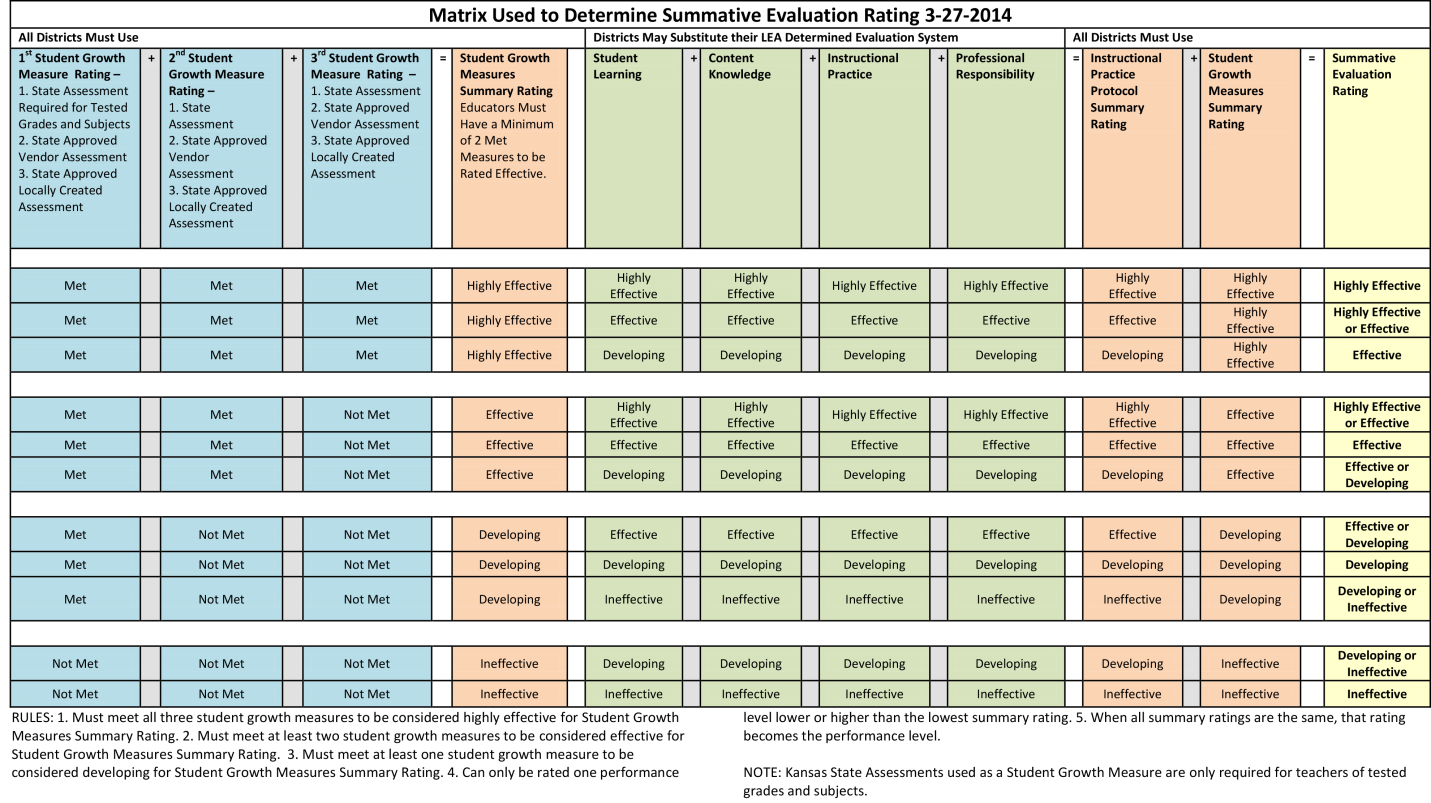 Matrix Used to Determine Summative Evaluation Rating 3-27-2014
All Districts Must Use
Districts May Substitute their LEA Determined Evaluation System
All Districts Must Use
1st Student Growth
Measure Rating –
1. State Assessment
Required for Tested
Grades and Subjects
2. State Approved
Vendor Assessment
3. State Approved
Locally Created
Assessment
+
2nd Student
Growth Measure
Rating –
1. State
Assessment
2. State Approved
Vendor
Assessment
3. State Approved
Locally Created
Assessment
+
3rd Student Growth
Measure Rating –
1. State Assessment
2. State Approved
Vendor Assessment
3. State Approved
Locally Created
Assessment
=
Student Growth
Measures
Summary Rating
Educators Must
Have a Minimum
of 2 Met
Measures to be
Rated Effective.
Student
Learning
+
Content
Knowledge
+
Instructional
Practice
+
Professional
Responsibility
=
Instructional
Practice
Protocol
Summary
Rating
+
Student
Growth
Measures
Summary
Rating
=
Summative
Evaluation
Rating
Met
Met
Met
Highly Effective
Highly
Effective
Highly
Effective
Highly Effective
Highly Effective
Highly
Effective
Highly
Effective
Highly Effective
Met
Met
Met
Highly Effective
Effective
Effective
Effective
Effective
Effective
Highly
Effective
Highly Effective
or Effective
Met
Met
Met
Highly Effective
Developing
Developing
Developing
Developing
Developing
Highly
Effective
Effective
Met
Met
Not Met
Effective
Highly
Effective
Highly
Effective
Highly Effective
Highly Effective
Highly
Effective
Effective
Highly Effective
or Effective
Met
Met
Not Met
Effective
Effective
Effective
Effective
Effective
Effective
Effective
Effective
Met
Met
Not Met
Effective
Developing
Developing
Developing
Developing
Developing
Effective
Effective or
Developing
Met
Not Met
Not Met
Developing
Effective
Effective
Effective
Effective
Effective
Developing
Effective or
Developing
Met
Not Met
Not Met
Developing
Developing
Developing
Developing
Developing
Developing
Developing
Developing
Met
Not Met
Not Met
Developing
Ineffective
Ineffective
Ineffective
Ineffective
Ineffective
Developing
Developing or
Ineffective
Not Met
Not Met
Not Met
Ineffective
Developing
Developing
Developing
Developing
Developing
Ineffective
Developing or
Ineffective
Not Met
Not Met
Not Met
Ineffective
Ineffective
Ineffective
Ineffective
Ineffective
Ineffective
Ineffective
Ineffective
RULES: 1. Must meet all three student growth measures to be considered highly effective for Student Growth
Measures Summary Rating. 2. Must meet at least two student growth measures to be considered effective for
Student Growth Measures Summary Rating. 3. Must meet at least one student growth measure to be
considered developing for Student Growth Measures Summary Rating. 4. Can only be rated one performance
level lower or higher than the lowest summary rating. 5. When all summary ratings are the same, that rating
becomes the performance level.
NOTE: Kansas State Assessments used as a Student Growth Measure are only required for teachers of tested
grades and subjects.